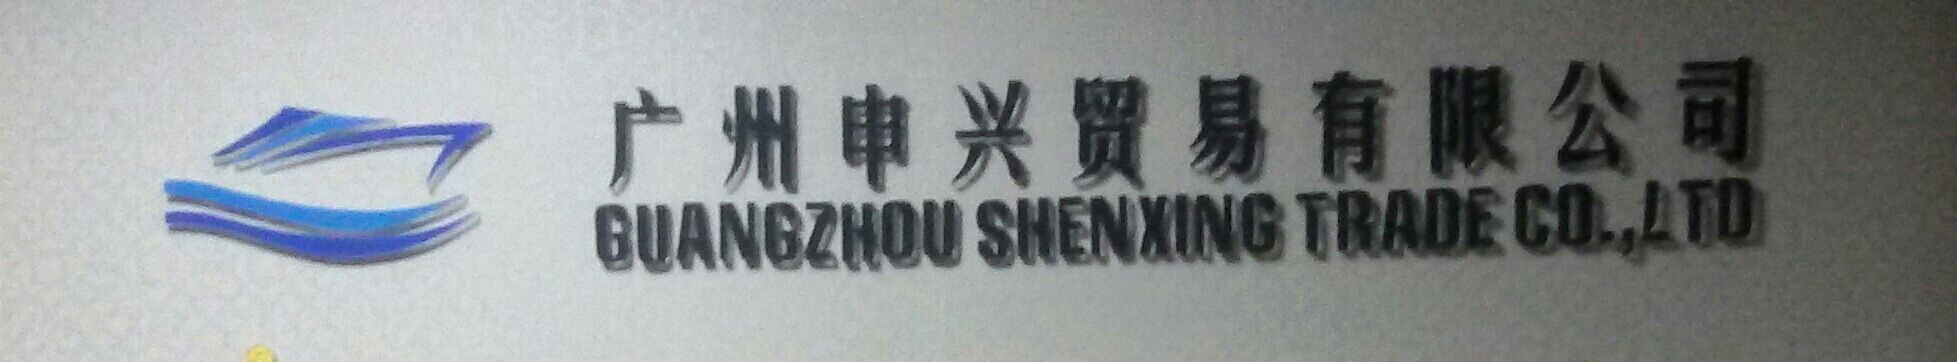 广州申兴贸易有限公司
GUANGZHOU SHENXING TRADE CO.,LTD